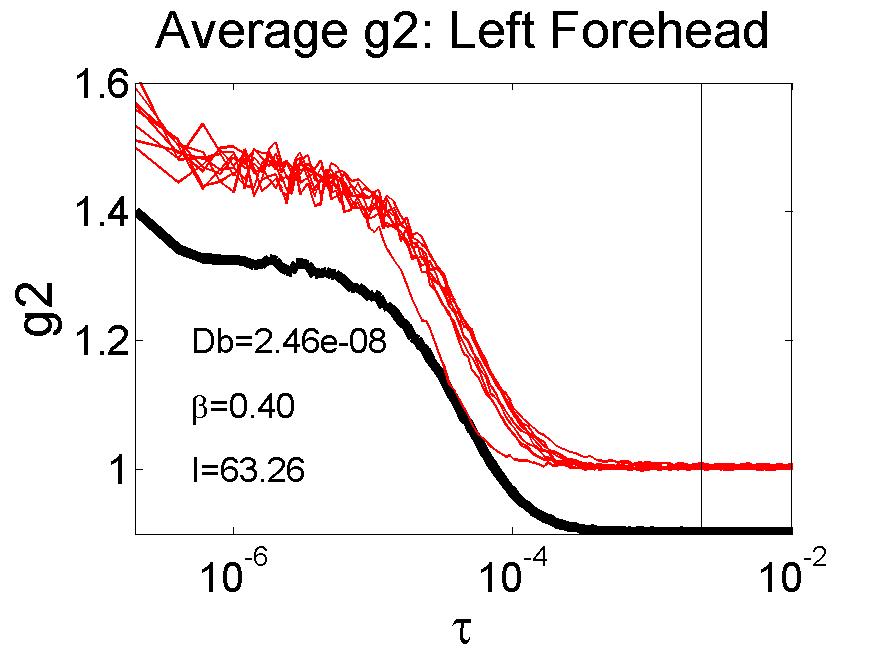 Average g2: Left Forehead
1.6
1.4
1.2
1
g2
Db=2.46e-08
β=0.40
I=63.26
10^-6
10^-4
10^-2
τ